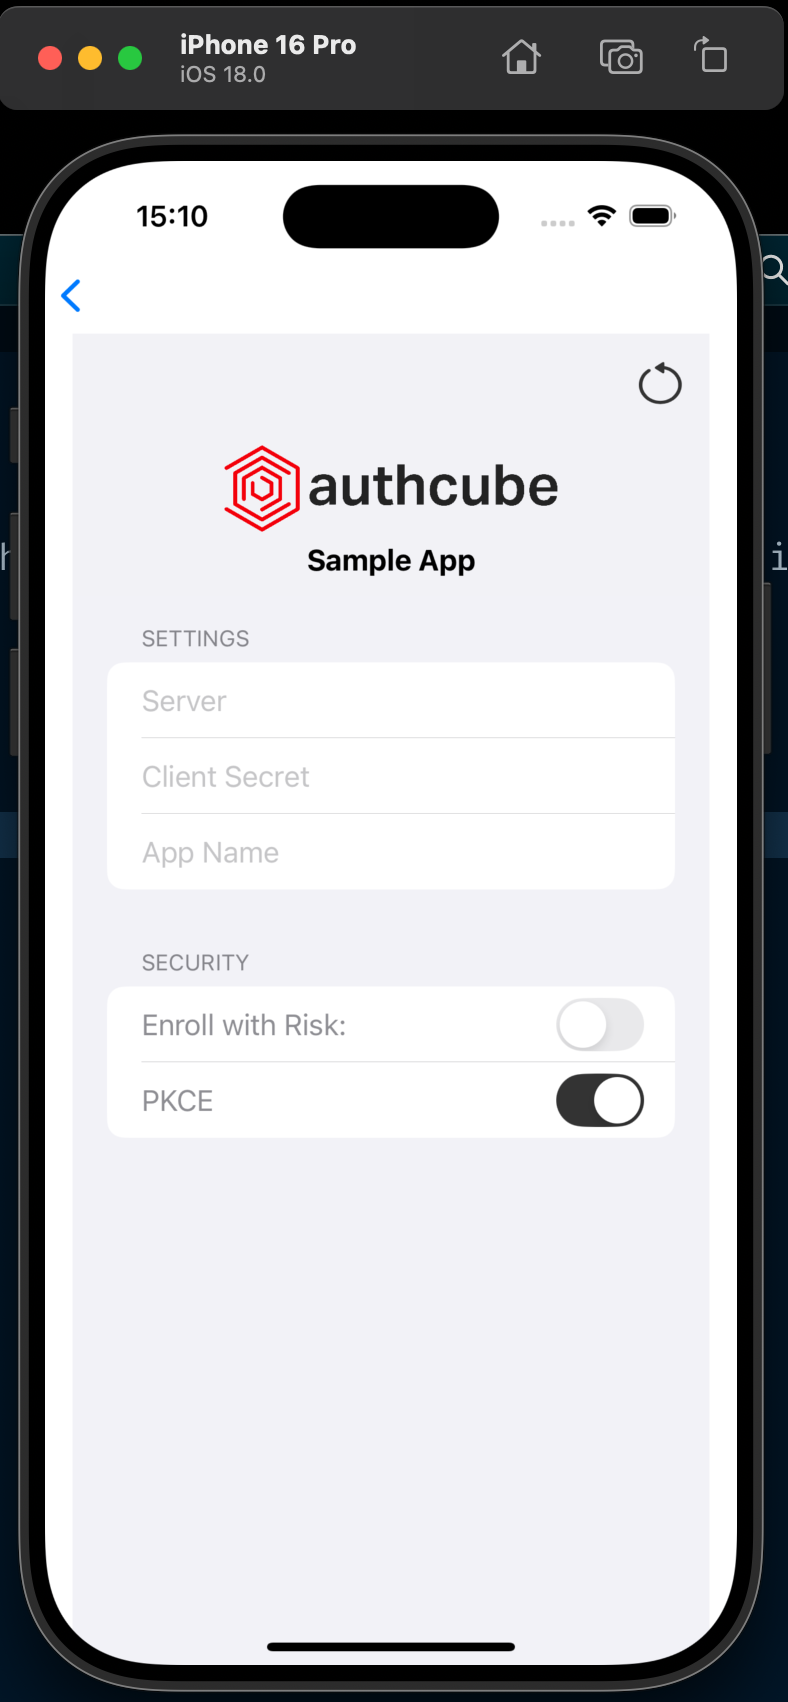 iPhone 16 Pro
iOS 18.0
15:10
authcube
Sample App
SETTINGS
Server
Client Secret
App Name
SECURITY
Enroll with Risk:
PKCE